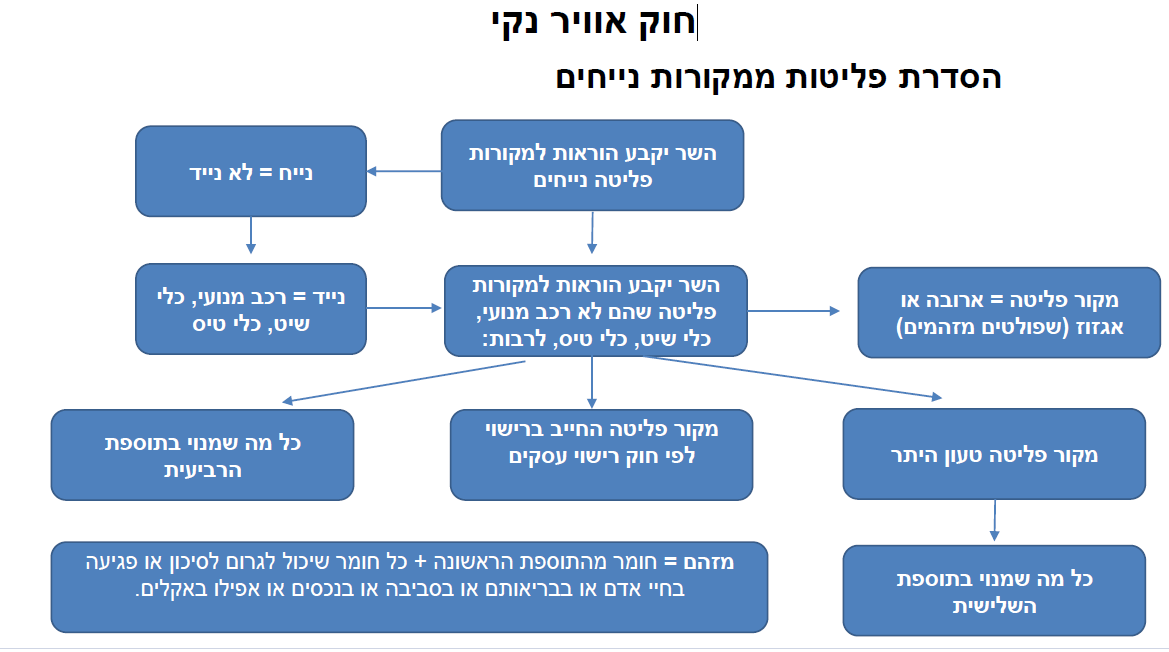 חוק אוויר נקי
הסדרת פליטות ממקורות נייחים
השר יקבע הוראות למקורות
פליטה נייחים
נייח = לא נייד
נייד = רכב מנועי, כלי
שיט, כלי טיס
השר יקבע הוראות למקורות
פליטה שהם לא רכב מנועי,
כלי שיט, כלי טיס, לרבות:
מקור פליטה = ארובה או
אגזוז (שפולטים מזהמים)
מקור פליטה טעון היתר
מקור פליטה החייב ברישוי
לפי חוק רישוי עסקים
כל מה שמנוי בתוספת
הרביעית
כל מה שמנוי בתוספת
השלישית
מזהם = חומר מהתוספת הראשונה + כל חומר שיכול לגרום לסיכון או פגיעה
בחיי אדם או בבריאותם או בסביבה או בנכסים או אפילו באקלים.